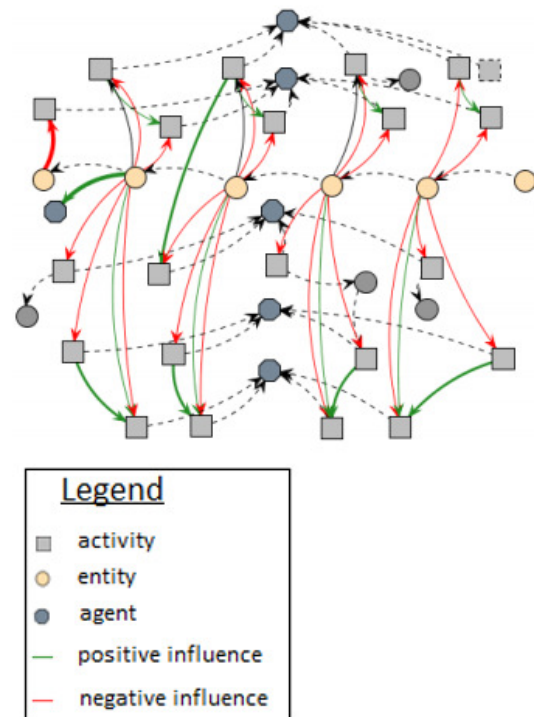 Legend
activity
entity
agent
positive influence
negative influence